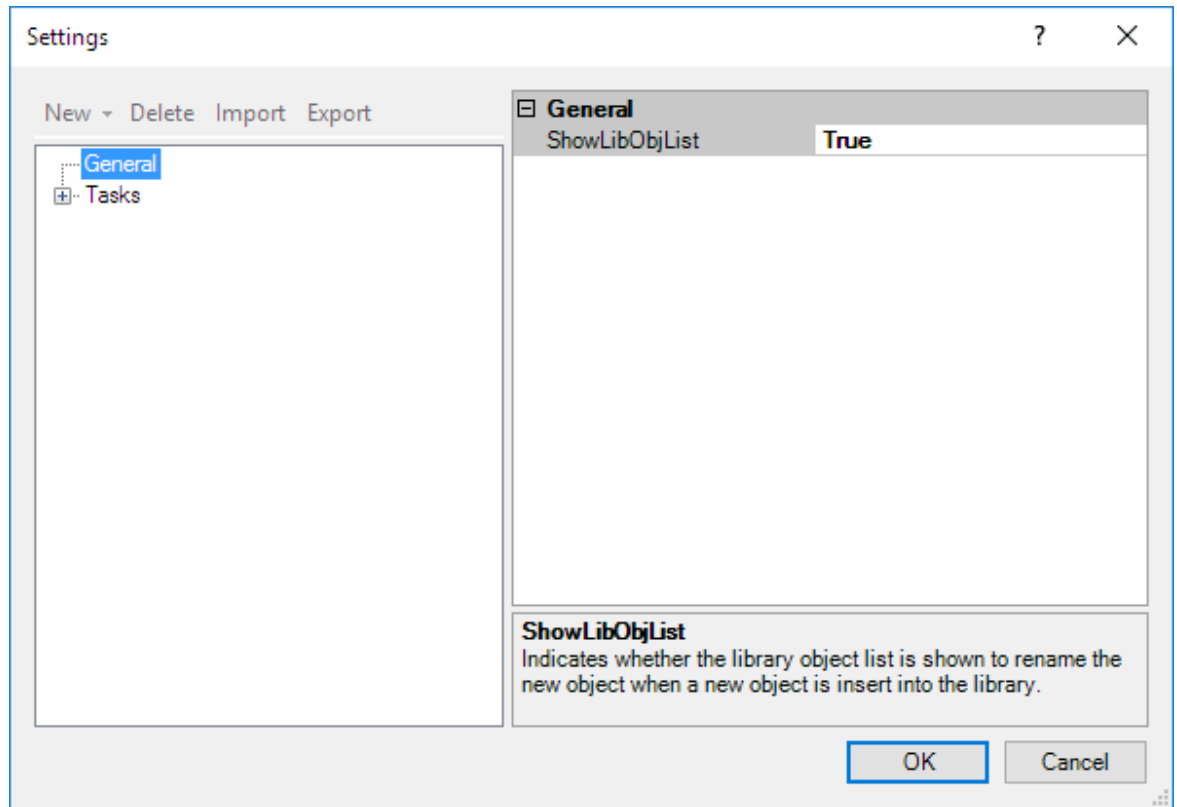 Settings
?
New Delete Import Export
General
Tasks
General
ShowLibObjList True
ShowLibObjList
Indicates whether the library object list is shown to rename the
new object when a new object is insert into the library.
OK Cancel